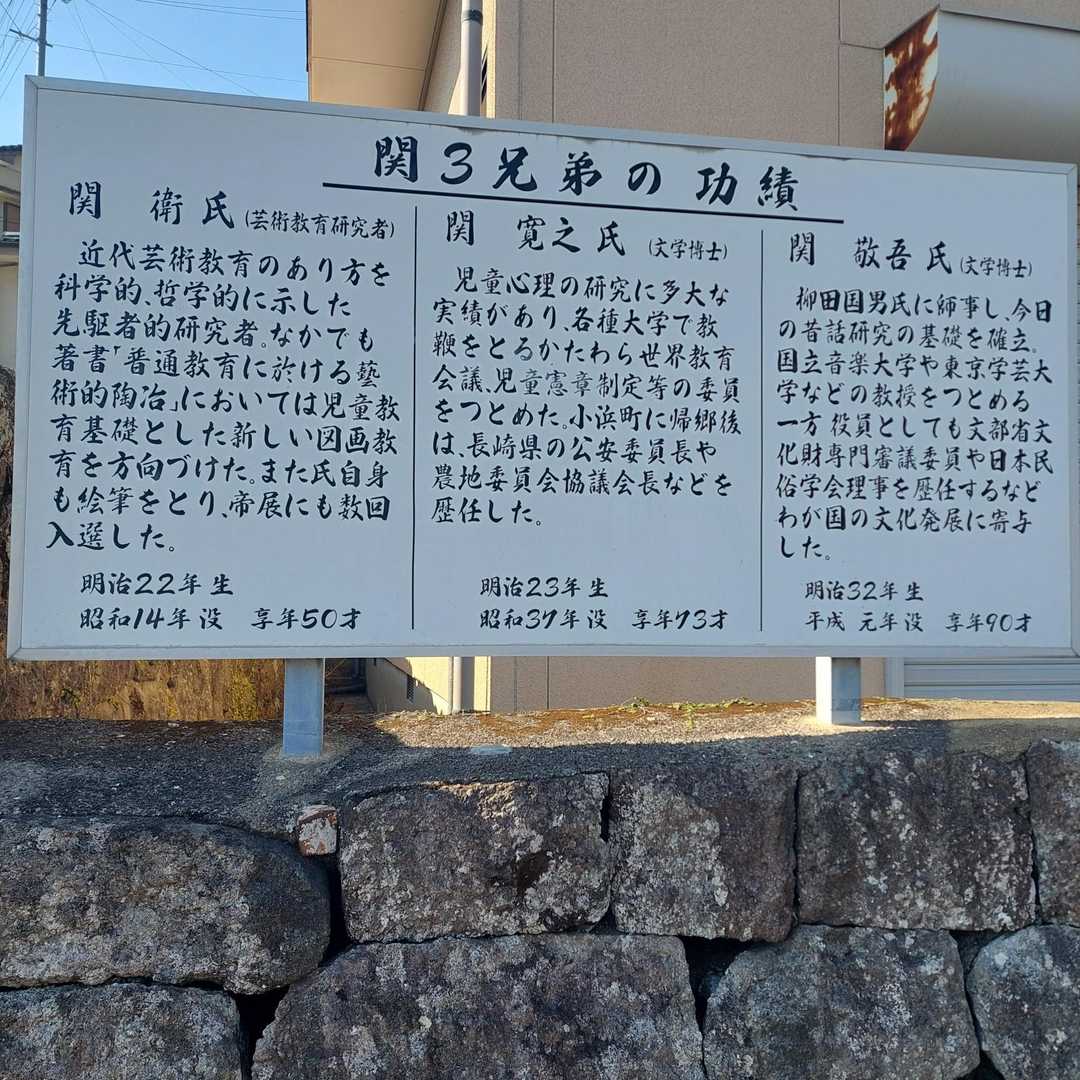 関3兄弟の功績
関 衛氏(芸術教育研究者)
近代芸術教育のあり方を
科学的、哲学的に示した
先駆者的研究者。なかでも
著書「普通教育に於ける藝
術的陶冶」においては児童教
育基礎とした新しい図画教
育を方向づけた。また氏自身
も絵筆をとり、帝展にも数回
入選した。
明治22年生
昭和14年没 享年50才
関 寛之氏 (文学博士)
児童心理の研究に多大な
実績があり、各種大学で教
鞭をとるかたわら世界教育
会議、児童憲章制定等の委員
をつとめた。小浜町に帰郷後
は、長崎県の公安委員長や
農地委員会協議会長などを
歴任した。
明治23年生
昭和37年没 享年73才
関 敬吾氏(文学博士)
柳田国男氏に師事し、今日
の昔話研究の基礎を確立。
国立音楽大学や東京学芸大
学などの教授をつとめる
一方役員としても文部省文
化財専門審議委員や日本民
俗学会理事を歴任するなど
わが国の文化発展に寄与
した。
明治32年生
平成 元年没 享年90才